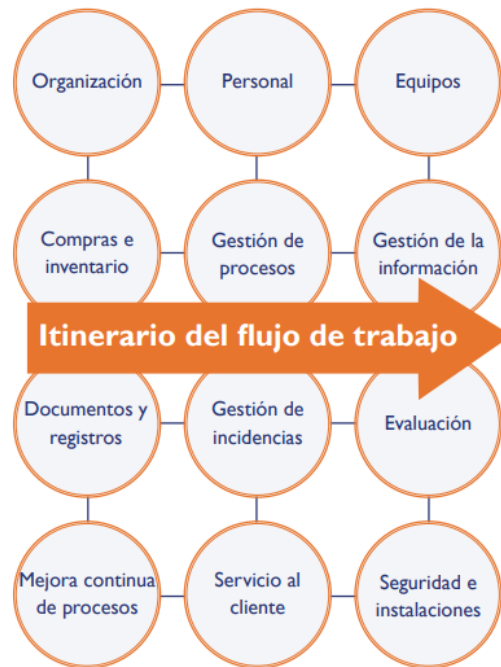 Organización
Personal
Equipos
Compras e
inventario
Gestión de
procesos
Gestión de la
información
Itinerario del flujo de trabajo
Documentos y
registros
Gestión de
incidencias
Evaluación
Mejora continua
de procesos
Servicio al
cliente
Seguridad e
instalaciones